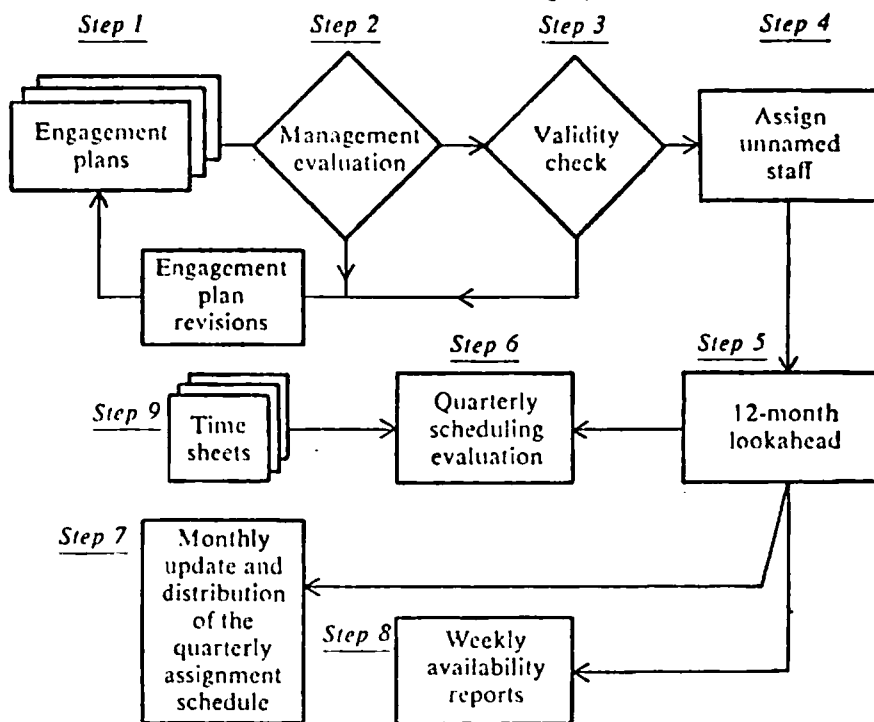 Step 1
Step 2
Step 3
Step 4
Engagement
plans
Management
evaluation
Validity
check
Assign
unnamed
staff
Engagement
plan
revisions
Step 5
12-month
lookahead
Step 6
Quarterly
scheduling
evaluation
Step 9
Time
sheets
Step 7
Monthly
update and
distribution
of the
quarterly
assignment
schedule
Step 8
Weekly
availability
reports